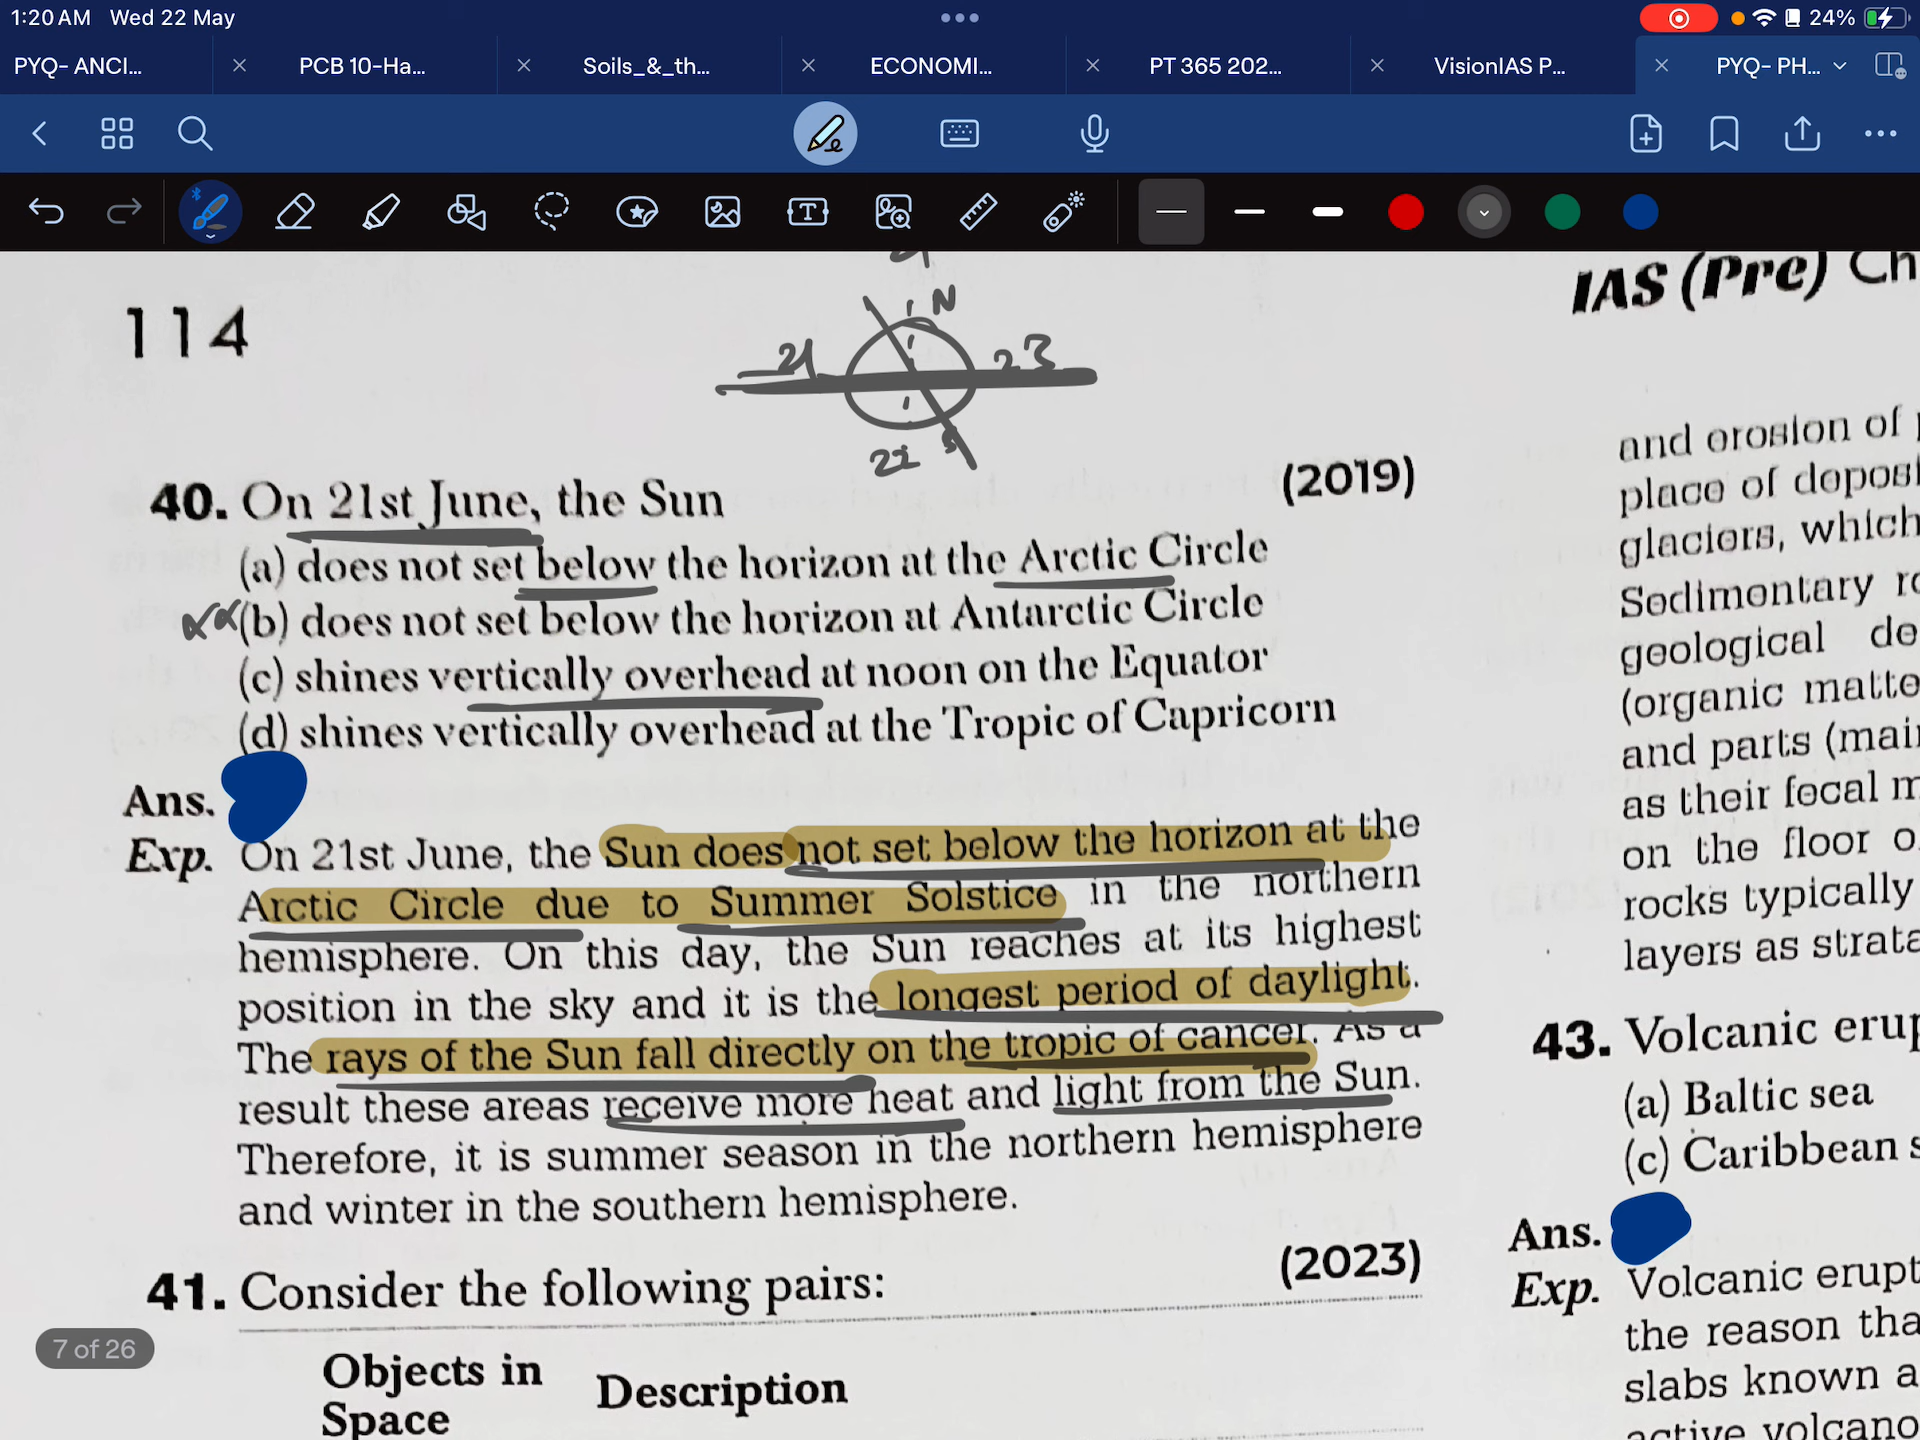 1:20 AM Wed 22 May
24%
PYQ- ANCI...
PCB 10-Ha...
Soils_&_th...
ECONOMI...
PT 365 202...
VisionIAS P...
PYQ- PH...
114
N
21
23
22
S
IAS (Pre) Ch
40. On 21st June, the Sun (2019)
(a) does not set below the horizon at the Arctic Circle
(b) does not set below the horizon at Antarctic Circle
(c) shines vertically overhead at noon on the Equator
(d) shines vertically overhead at the Tropic of Capricorn
Ans.
Exp. On 21st June, the Sun does not set below the horizon at the
Arctic Circle due to Summer Solstice in the northern
hemisphere. On this day, the Sun reaches at its highest
position in the sky and it is the longest period of daylight.
The rays of the Sun fall directly on the tropic of cancer. As a
result these areas receive more heat and light from the Sun.
Therefore, it is summer season in the northern hemisphere
and winter in the southern hemisphere.
41. Consider the following pairs: (2023)
Objects in
Space
Description
7 of 26
and erosion of
place of
glaciers, which
Sedimentary
geological
(organic
and parts
as their fecal
on the floor
rocks typically
layers as
43. Volcanic
(a) Baltic sea
(c) Caribbean
Ans.
Exp. Volcanic
the reason
slabs known
active